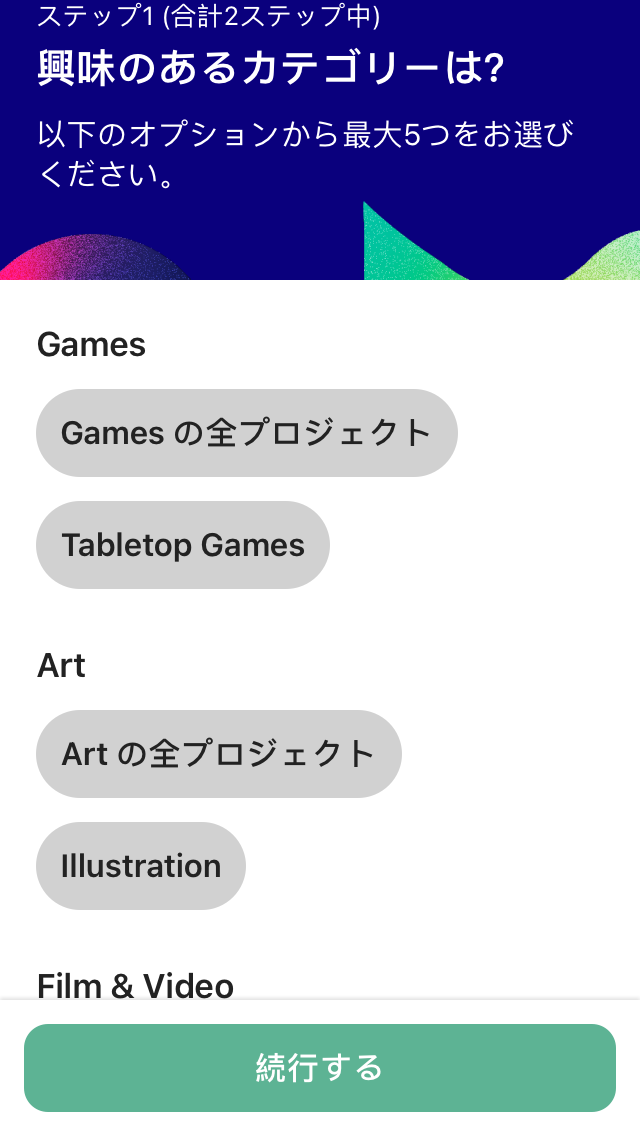 ステップ1 (合計2ステップ中)
興味のあるカテゴリーは?
以下のオプションから最大5つをお選び
ください。
Games
Games の全プロジェクト
Tabletop Games
Art
Art の全プロジェクト
Illustration
Film & Video
続行する